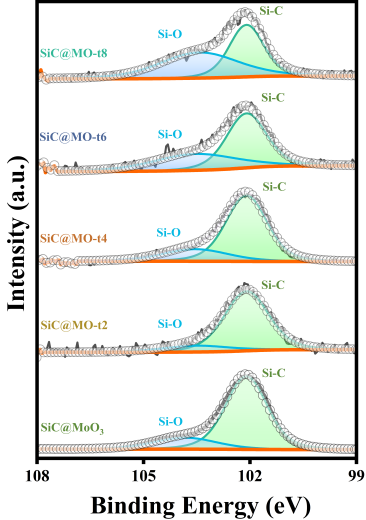 Si-C
Si-O
SiC@MO-t8
Si-C
Si-O
SiC@MO-t6
Si-C
Si-O
SiC@MO-t4
Si-C
Si-O
SiC@MO-t2
Si-C
Si-O
SiC@MoO₃
Intensity (a.u.)
108 105 102 99
Binding Energy (eV)